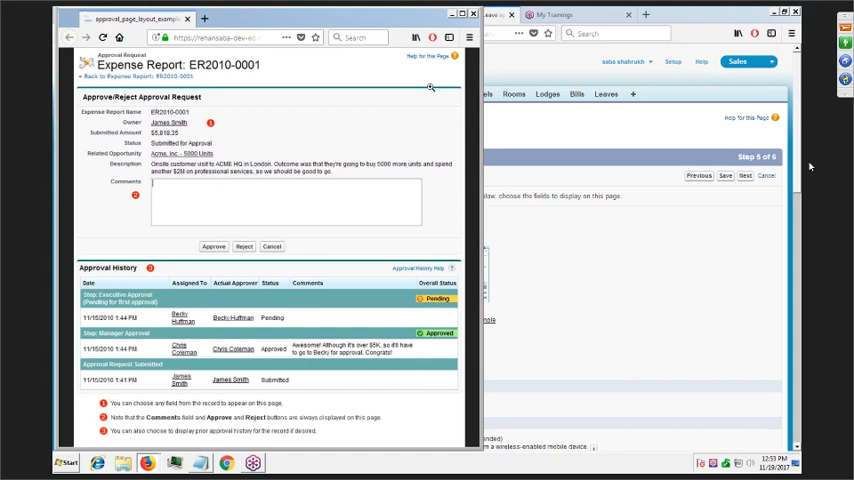 approval_page_layout_example
Leave a
My Trainings
https://rehansaba-dev-ed
Search
Search
Approval Request
Expense Report: ER2010-0001
Help for this Page
« Back to Expense Report: ER2010-0001
saba shahrukh
Setup
Help
Sales
els
Rooms
Lodges
Bills
Leaves
+
Approve/Reject Approval Request
Help for this Page
Expense Report Name
ER2010-0001
Owner
James Smith
1
Submitted Amount
$5,818.35
Status
Submitted for Approval
Related Opportunity
Acme, Inc. - 5000 Units
Description
Onsite customer visit to ACME HQ in London. Outcome was that they're going to buy 5000 more units and spend
another $2M on professional services, so we should be good to go.
Comments
2
Step 5 of 6
Previous
Save
Next
Cancel
elow, choose the fields to display on this page.
Approve
Reject
Cancel
Approval History
3
Approval History Help
?
Date
Assigned To
Actual Approver
Status
Comments
Overall Status
Step: Executive Approval
(Pending for first approval)
Pending
11/15/2010 1:44 PM
Becky
Huffman
Becky Huffman
Pending
Step: Manager Approval
Approved
11/15/2010 1:44 PM
Chris
Coleman
Chris Coleman
Approved
Awesome! Although it's over $5K, so it'll have
to go to Becky for approval. Congrats!
Approval Request Submitted
11/15/2010 1:41 PM
James
Smith
James Smith
Submitted
1 You can choose any field from the record to appear on this page.
2 Note that the Comments field and Approve and Reject buttons are always displayed on this page.
3 You can also choose to display prior approval history for the record if desired.
nded)
m a wireless-enabled mobile device.
i
Start
12:53 PM
11/19/2017